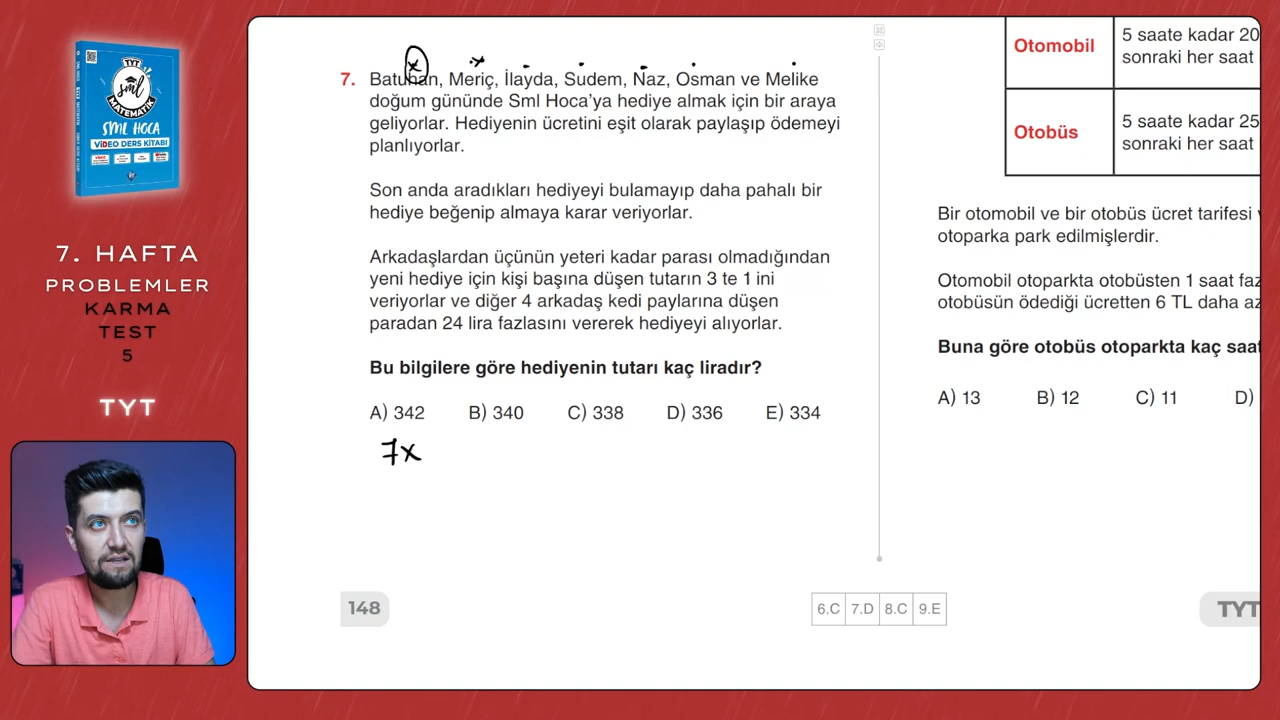 TYT
sml
MATEMATİK
SML HOCA
VİDEO DERS KİTABI
7. HAFTA
PROBLEMLER
KARMA
TEST
5
TYT
x
x
7. Batuhan, Meriç, İlayda, Sudem, Naz, Osman ve Melike
doğum gününde Sml Hoca'ya hediye almak için bir araya
geliyorlar. Hediyenin ücretini eşit olarak paylaşıp ödemeyi
planlıyorlar.
Son anda aradıkları hediyeyi bulamayıp daha pahalı bir
hediye beğenip almaya karar veriyorlar.
Arkadaşlardan üçünün yeteri kadar parası olmadığından
yeni hediye için kişi başına düşen tutarın 3 te 1 ini
veriyorlar ve diğer 4 arkadaş kedi paylarına düşen
paradan 24 lira fazlasını vererek hediyeyi alıyorlar.
Bu bilgilere göre hediyenin tutarı kaç liradır?
A) 342 B) 340 C) 338 D) 336 E) 334
7x
148
6.C 7.D 8.C 9.E
Otomobil
5 saate kadar 20
sonraki her saat
Otobüs
5 saate kadar 25
sonraki her saat
Bir otomobil ve bir otobüs ücret tarifesi
otoparka park edilmişlerdir.
Otomobil otoparkta otobüsten 1 saat faz
otobüsün ödediği ücretten 6 TL daha az
Buna göre otobüs otoparkta kaç saat
A) 13 B) 12 C) 11 D)
TYT